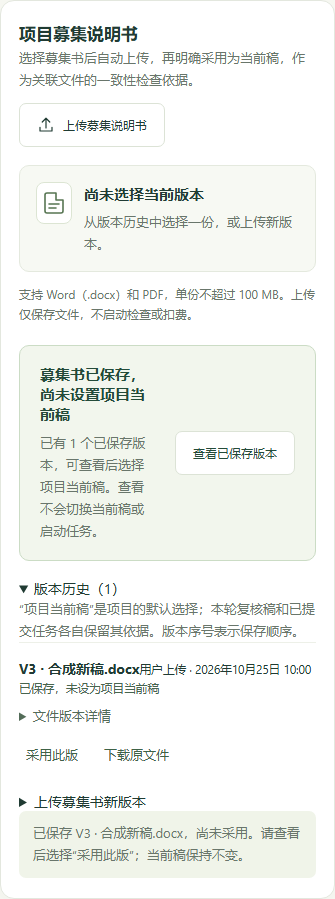 项目募集说明书
选择募集书后自动上传，再明确采用为当前稿，作
为关联文件的一致性检查依据。
上传募集说明书
尚未选择当前版本
从版本历史中选择一份，或上传新版
本。
支持 Word（.docx）和 PDF，单份不超过 100 MB。上传
仅保存文件，不启动检查或扣费。
募集书已保存，
尚未设置项目当
前稿
已有 1 个已保存版
本，可查看后选择
项目当前稿。查看
不会切换当前稿或
启动任务。
查看已保存版本
▼ 版本历史（1）
“项目当前稿”是项目的默认选择；本轮复核稿和已提
交任务各自保留其依据。版本序号表示保存顺序。
V3 · 合成新稿.docx用户上传 · 2026年10月25日 10:00
已保存，未设为项目当前稿
▶ 文件版本详情
采用此版 下载原文件
▶ 上传募集书新版本
已保存 V3 · 合成新稿.docx，尚未采用。请查看
后选择“采用此版”；当前稿保持不变。